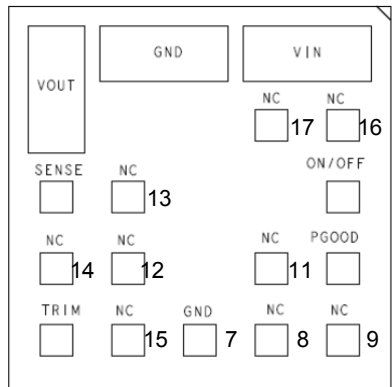 GND VIN
VOUT
NC NC
17 16
SENSE NC ON/OFF
13
NC NC NC PGOOD
14 12 11
TRIM NC GND NC NC
15 7 8 9